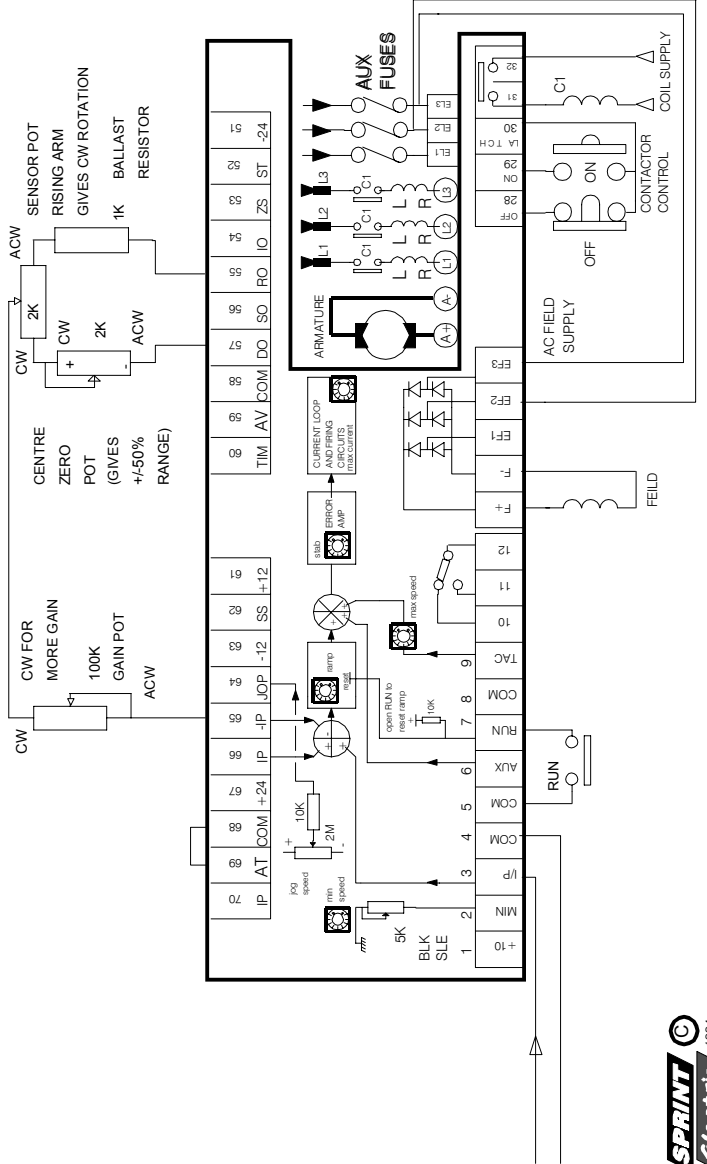 SENSOR POT
RISING ARM
GIVES CW ROTATION
1K BALLAST
RESISTOR
ACW
2K
CW
CW
+
2K
-
ACW
CENTRE
ZERO
POT
(GIVES
+/-50%
RANGE)
CW FOR
MORE GAIN
100K
GAIN POT
CW
ACW
70 69 68 67 66 65 64 63 62 61
IP AT COM +24 IP -IP JOP -12 SS +12
60 59 58 57 56 55 54 53 52 51
TIM AV COM DO SO RO IO ZS ST -24
AUX
FUSES
L1 L2 L3
C1 C1 C1
L L L
R R R
L1 L2 L3
EL1 EL2 EL3
ARMATURE
A+ A-
CURRENT LOOP
AND FIRING
CIRCUITS
max current
ERROR
AMP
stab
ramp
reset
max speed
open RUN to
reset ramp
+
10K
+
-
+
+
+
+
+
10K
2M
+
-
jog
speed
min
speed
5K
BLK
SLE
1 2 3 4 5 6 7 8 9 10 11 12
+10 MIN I/P COM COM AUX RUN COM TAC
F+ F- EF1 EF2 EF3
AC FIELD
SUPPLY
FEILD
RUN
28 29 30 31 32
OFF ON LATCH
OFF
ON
CONTACTOR
CONTROL
C1
COIL SUPPLY
SPRINT ©
Electric